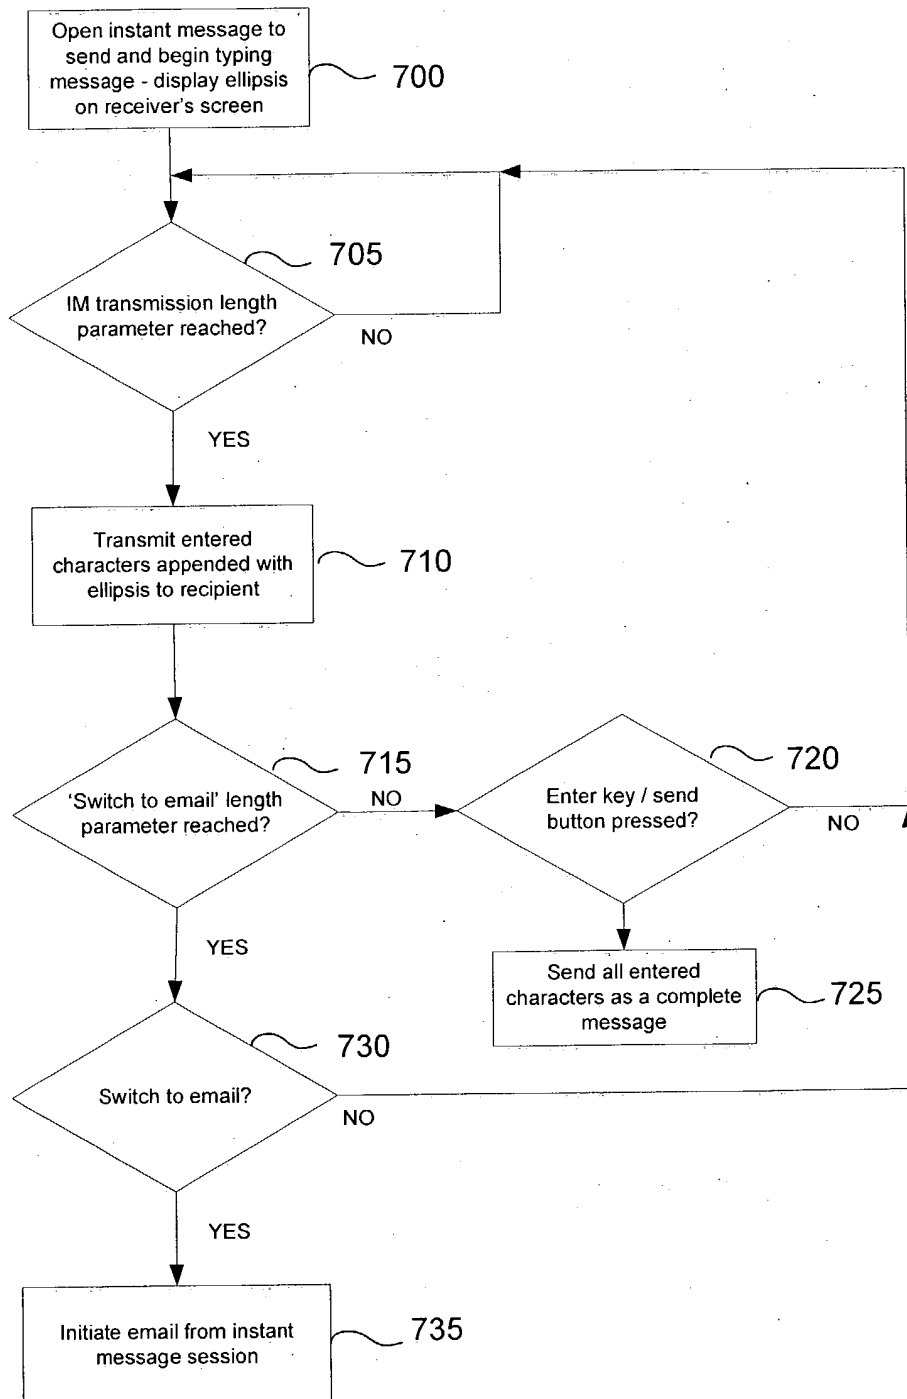 Open instant message to
send and begin typing
message - display ellipsis
on receiver's screen
700
705
IM transmission length
parameter reached?
NO
YES
Transmit entered
characters appended with
ellipsis to recipient
710
715
'Switch to email' length
parameter reached?
NO
720
Enter key / send
button pressed?
NO
YES
Send all entered
characters as a complete
message
725
730
Switch to email?
NO
YES
Initiate email from instant
message session
735